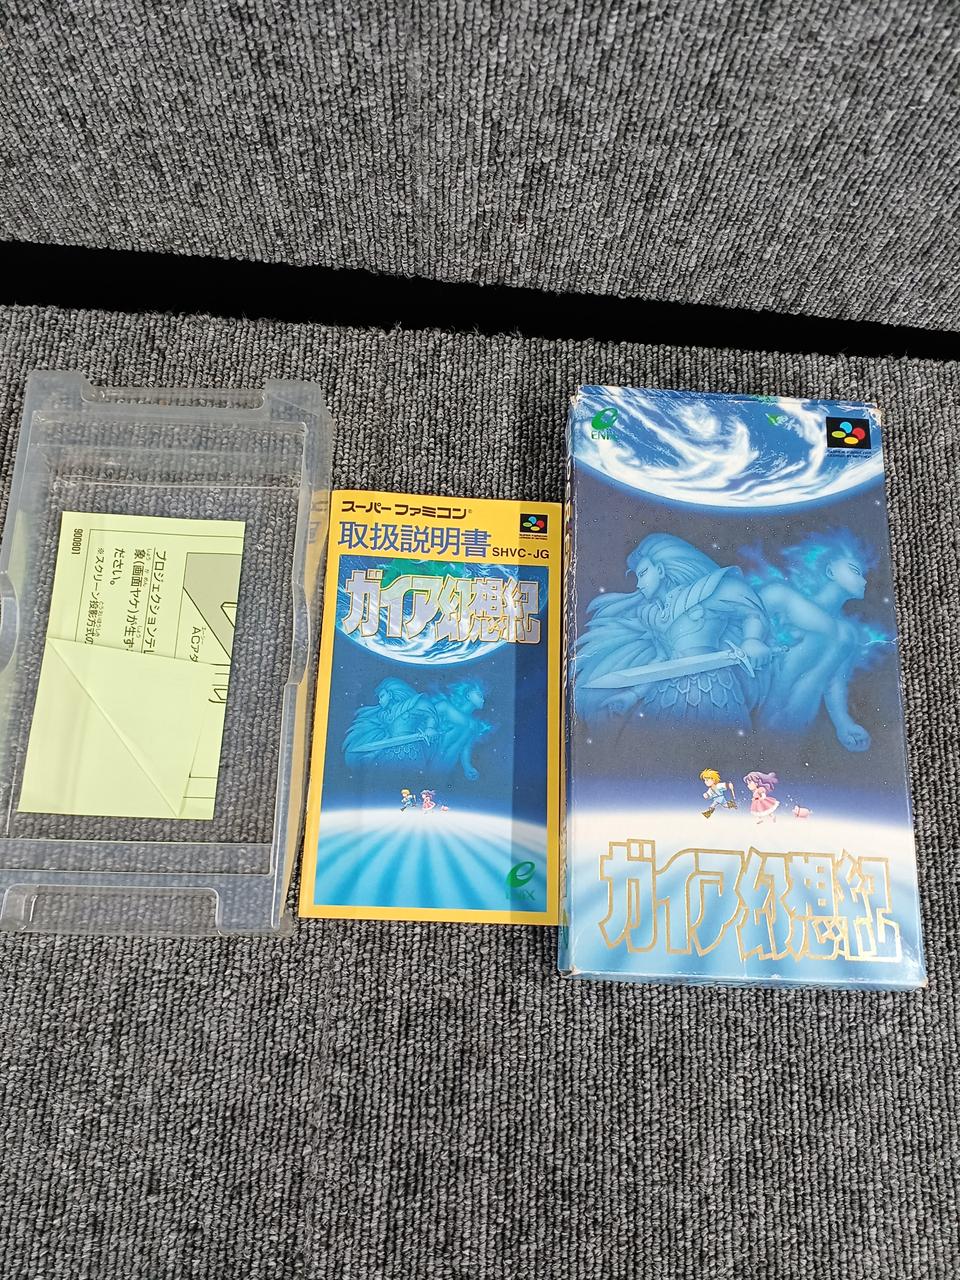 900801
※スクリーン投影方式の
ださい。
象(画面ヤケ)が生ず
プロジェクションテレ
ACアダ
スーパーファミコン®
取扱説明書
SHVC-JG
ガイア幻想紀
ENIX
ENIX
SUPER FAMICOM
ガイア幻想紀